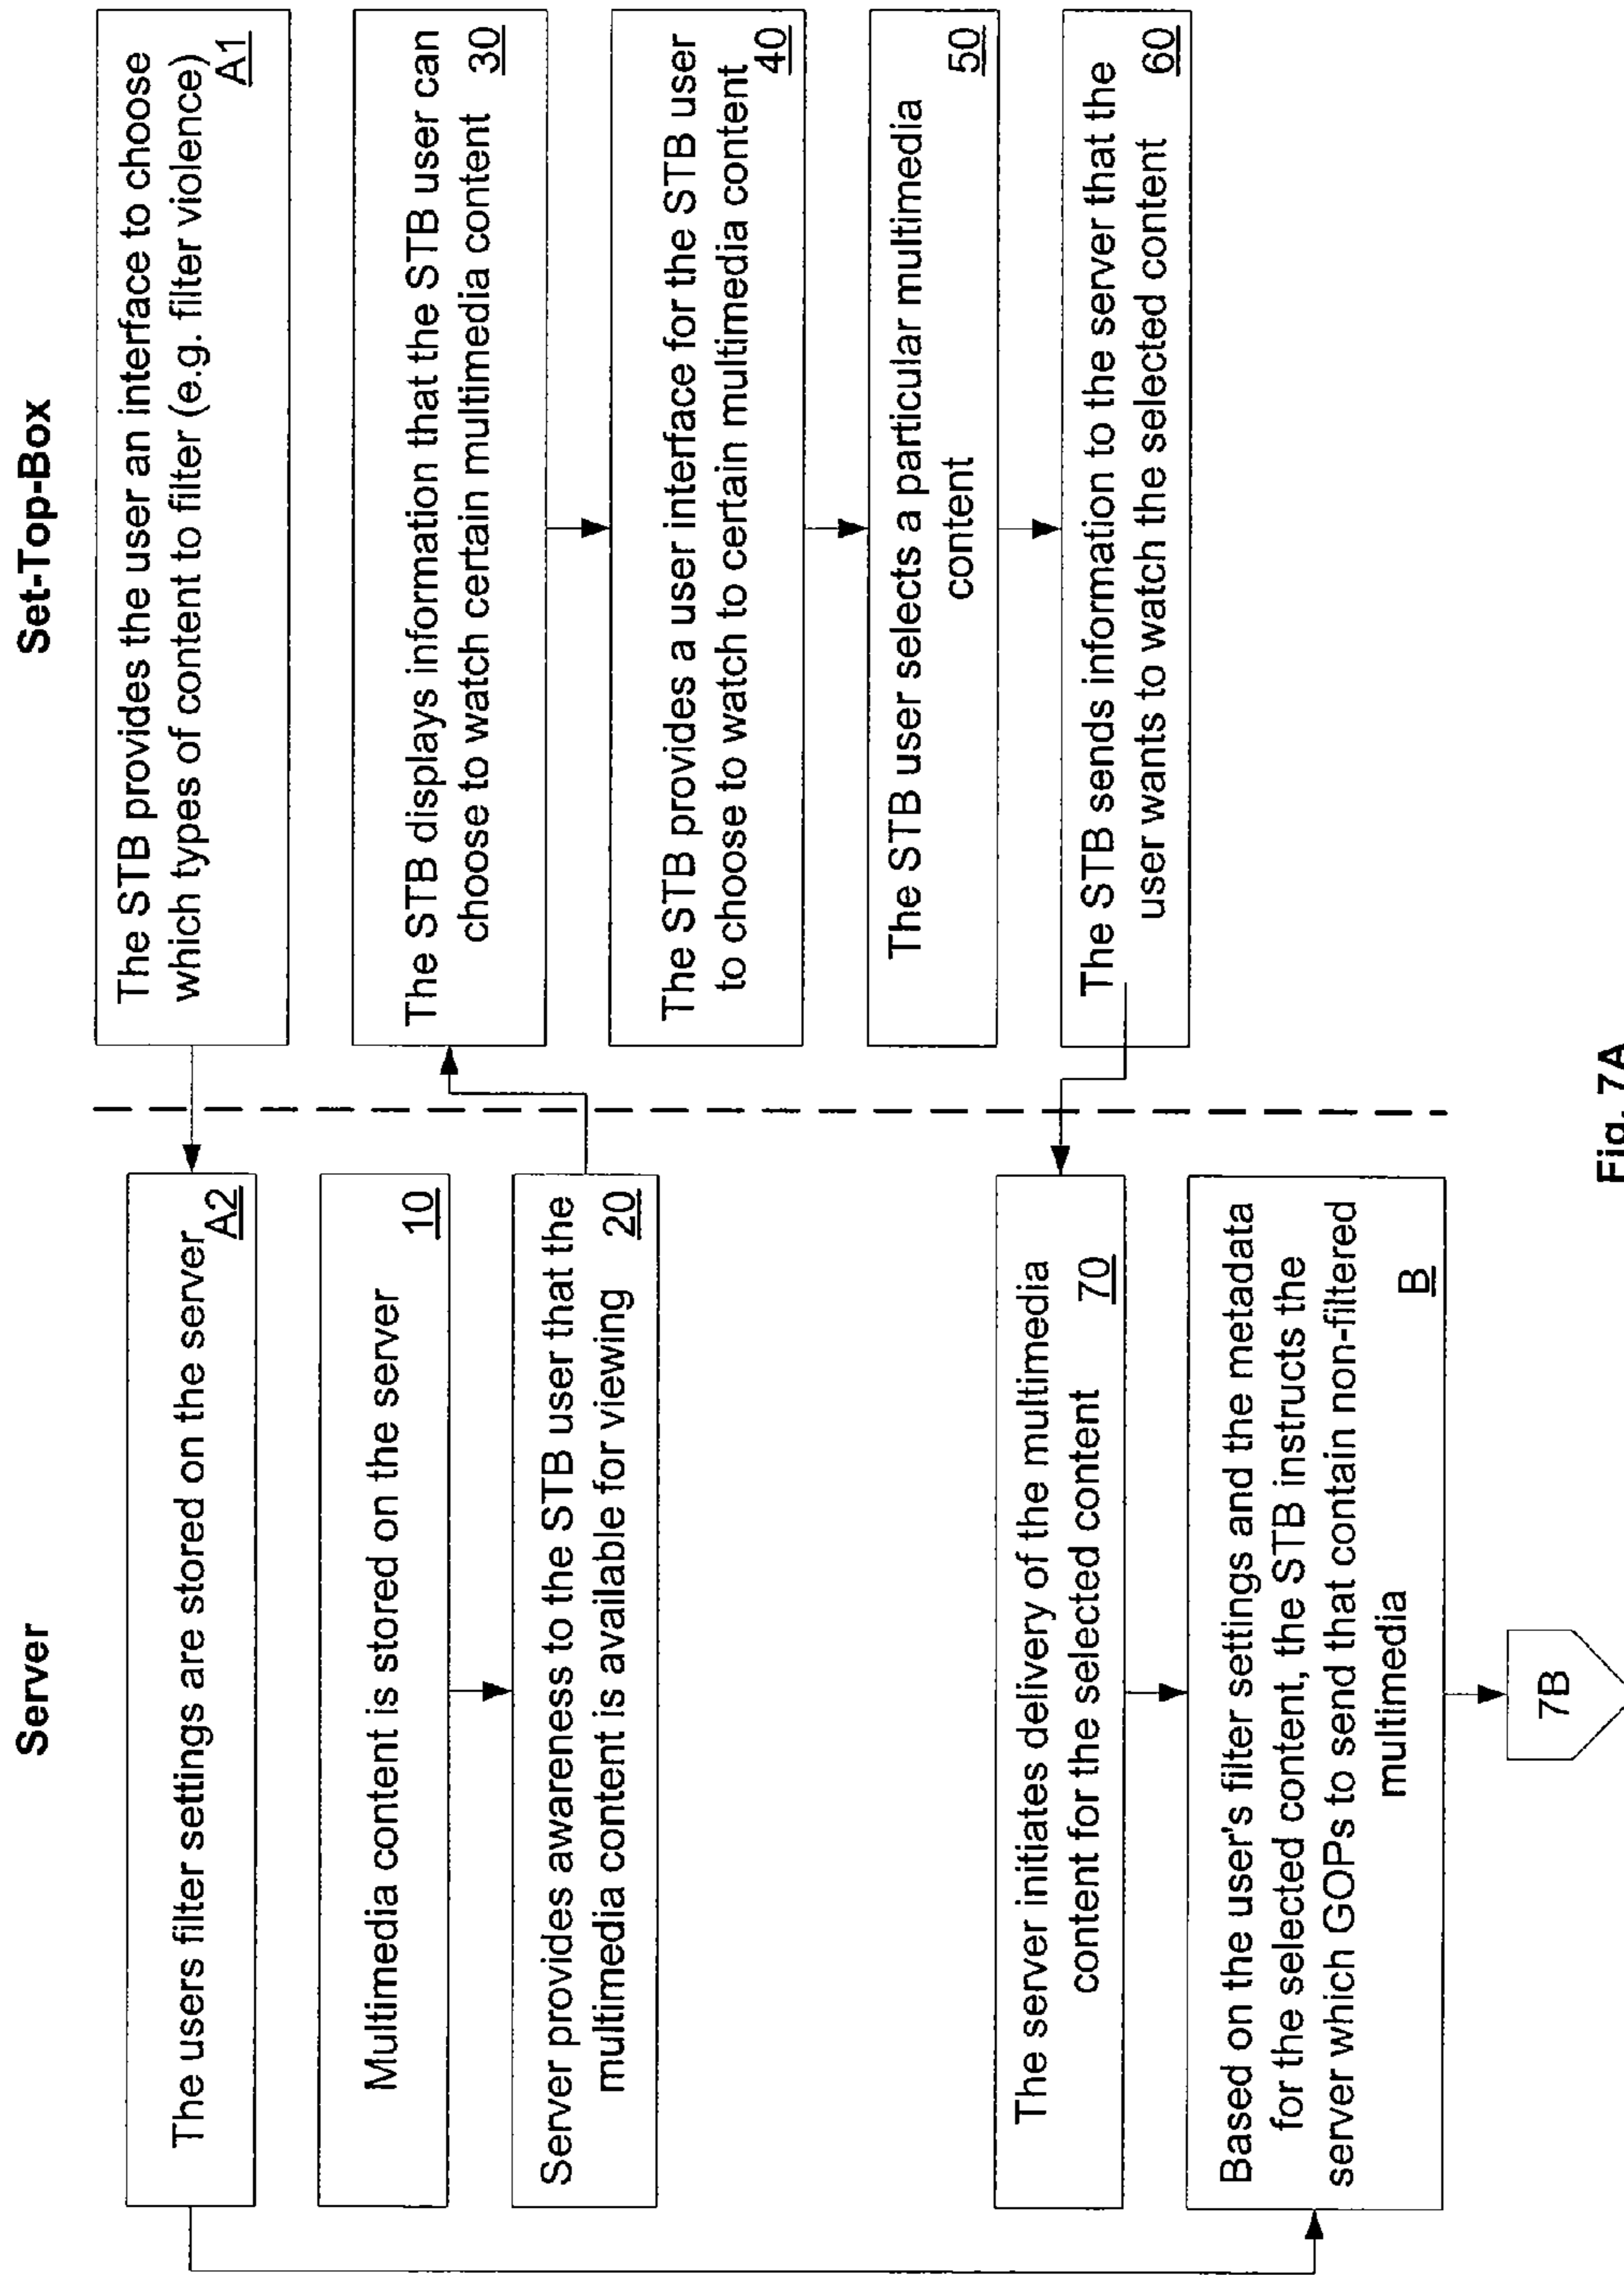 Server
Set-Top-Box
The STB provides the user an interface to choose
which types of content to filter (e.g. filter violence)
A1
The users filter settings are stored on the server
A2
Multimedia content is stored on the server
10
Server provides awareness to the STB user that the
multimedia content is available for viewing
20
The STB displays information that the STB user can
choose to watch certain multimedia content
30
The STB provides a user interface for the STB user
to choose to watch to certain multimedia content
40
The STB user selects a particular multimedia
content
50
The STB sends information to the server that the
user wants to watch the selected content
60
The server initiates delivery of the multimedia
content for the selected content
70
Based on the user's filter settings and the metadata
for the selected content, the STB instructs the
server which GOPs to send that contain non-filtered
multimedia
B
7B
Fig. 7A